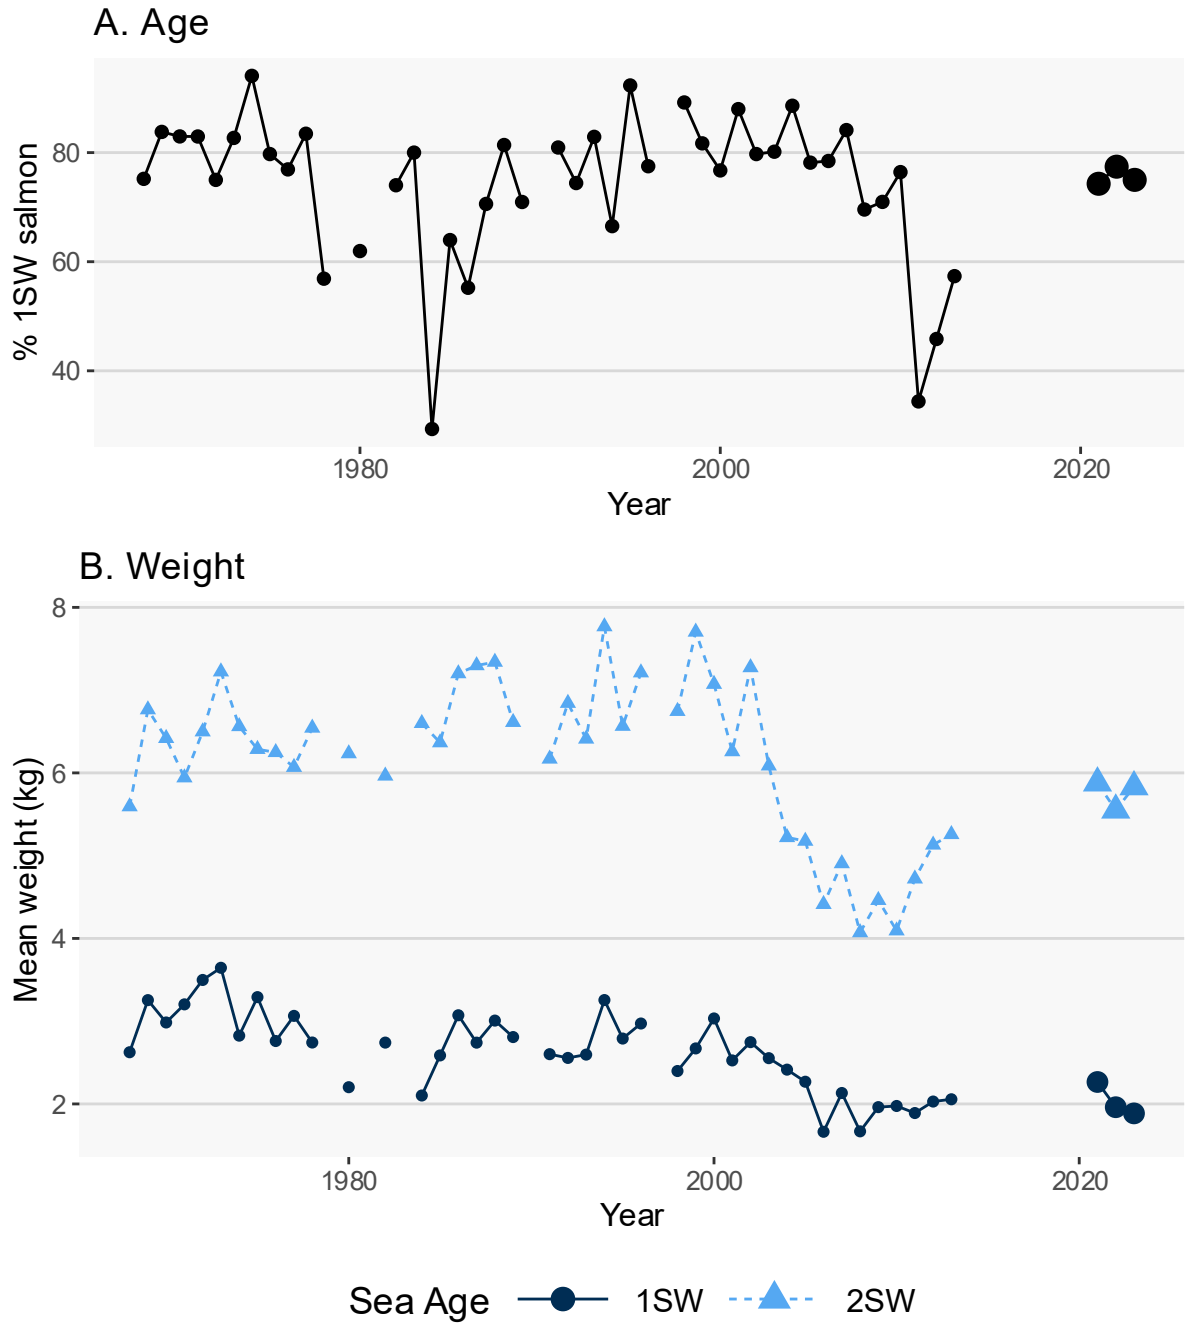 A. Age
% 1SW salmon
80
60
40
1980 2000 2020
Year
B. Weight
Mean weight (kg)
8
6
4
2
1980 2000 2020
Year
Sea Age 1SW 2SW